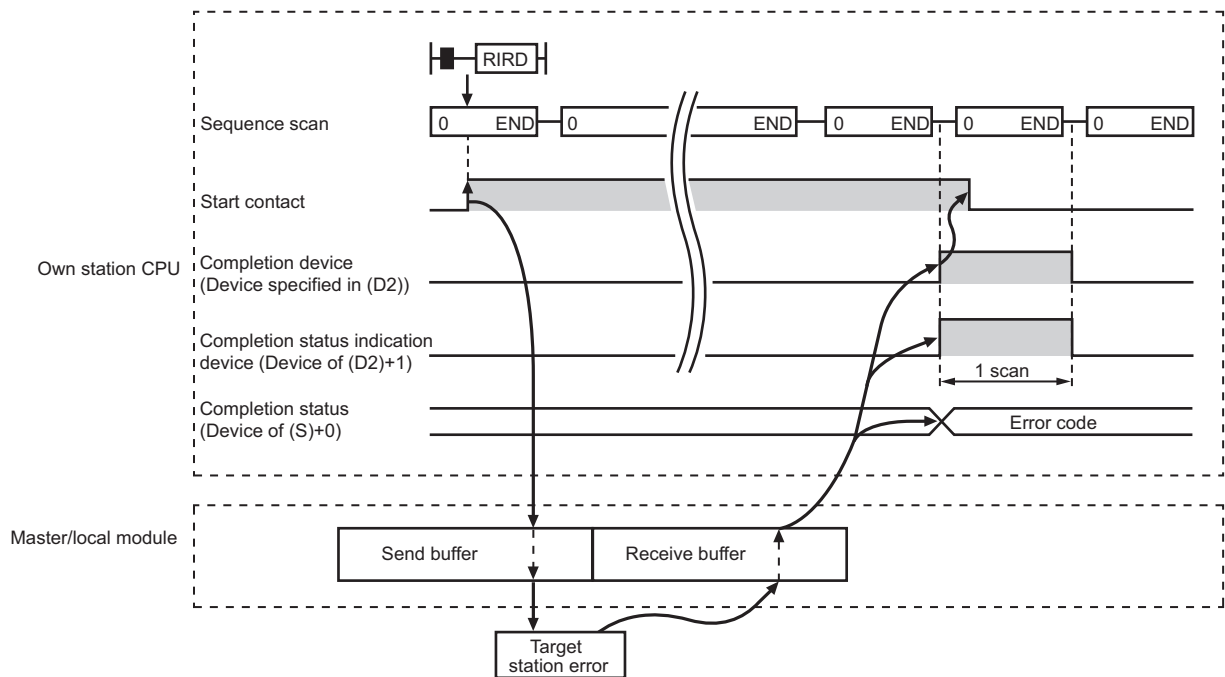 RIRD
Sequence scan
0 END 0 END 0 END 0 END 0 END
Start contact
Own station CPU
Completion device
(Device specified in (D2))
Completion status indication
device (Device of (D2)+1)
1 scan
Completion status
(Device of (S)+0)
Error code
Master/local module
Send buffer
Receive buffer
Target
station error